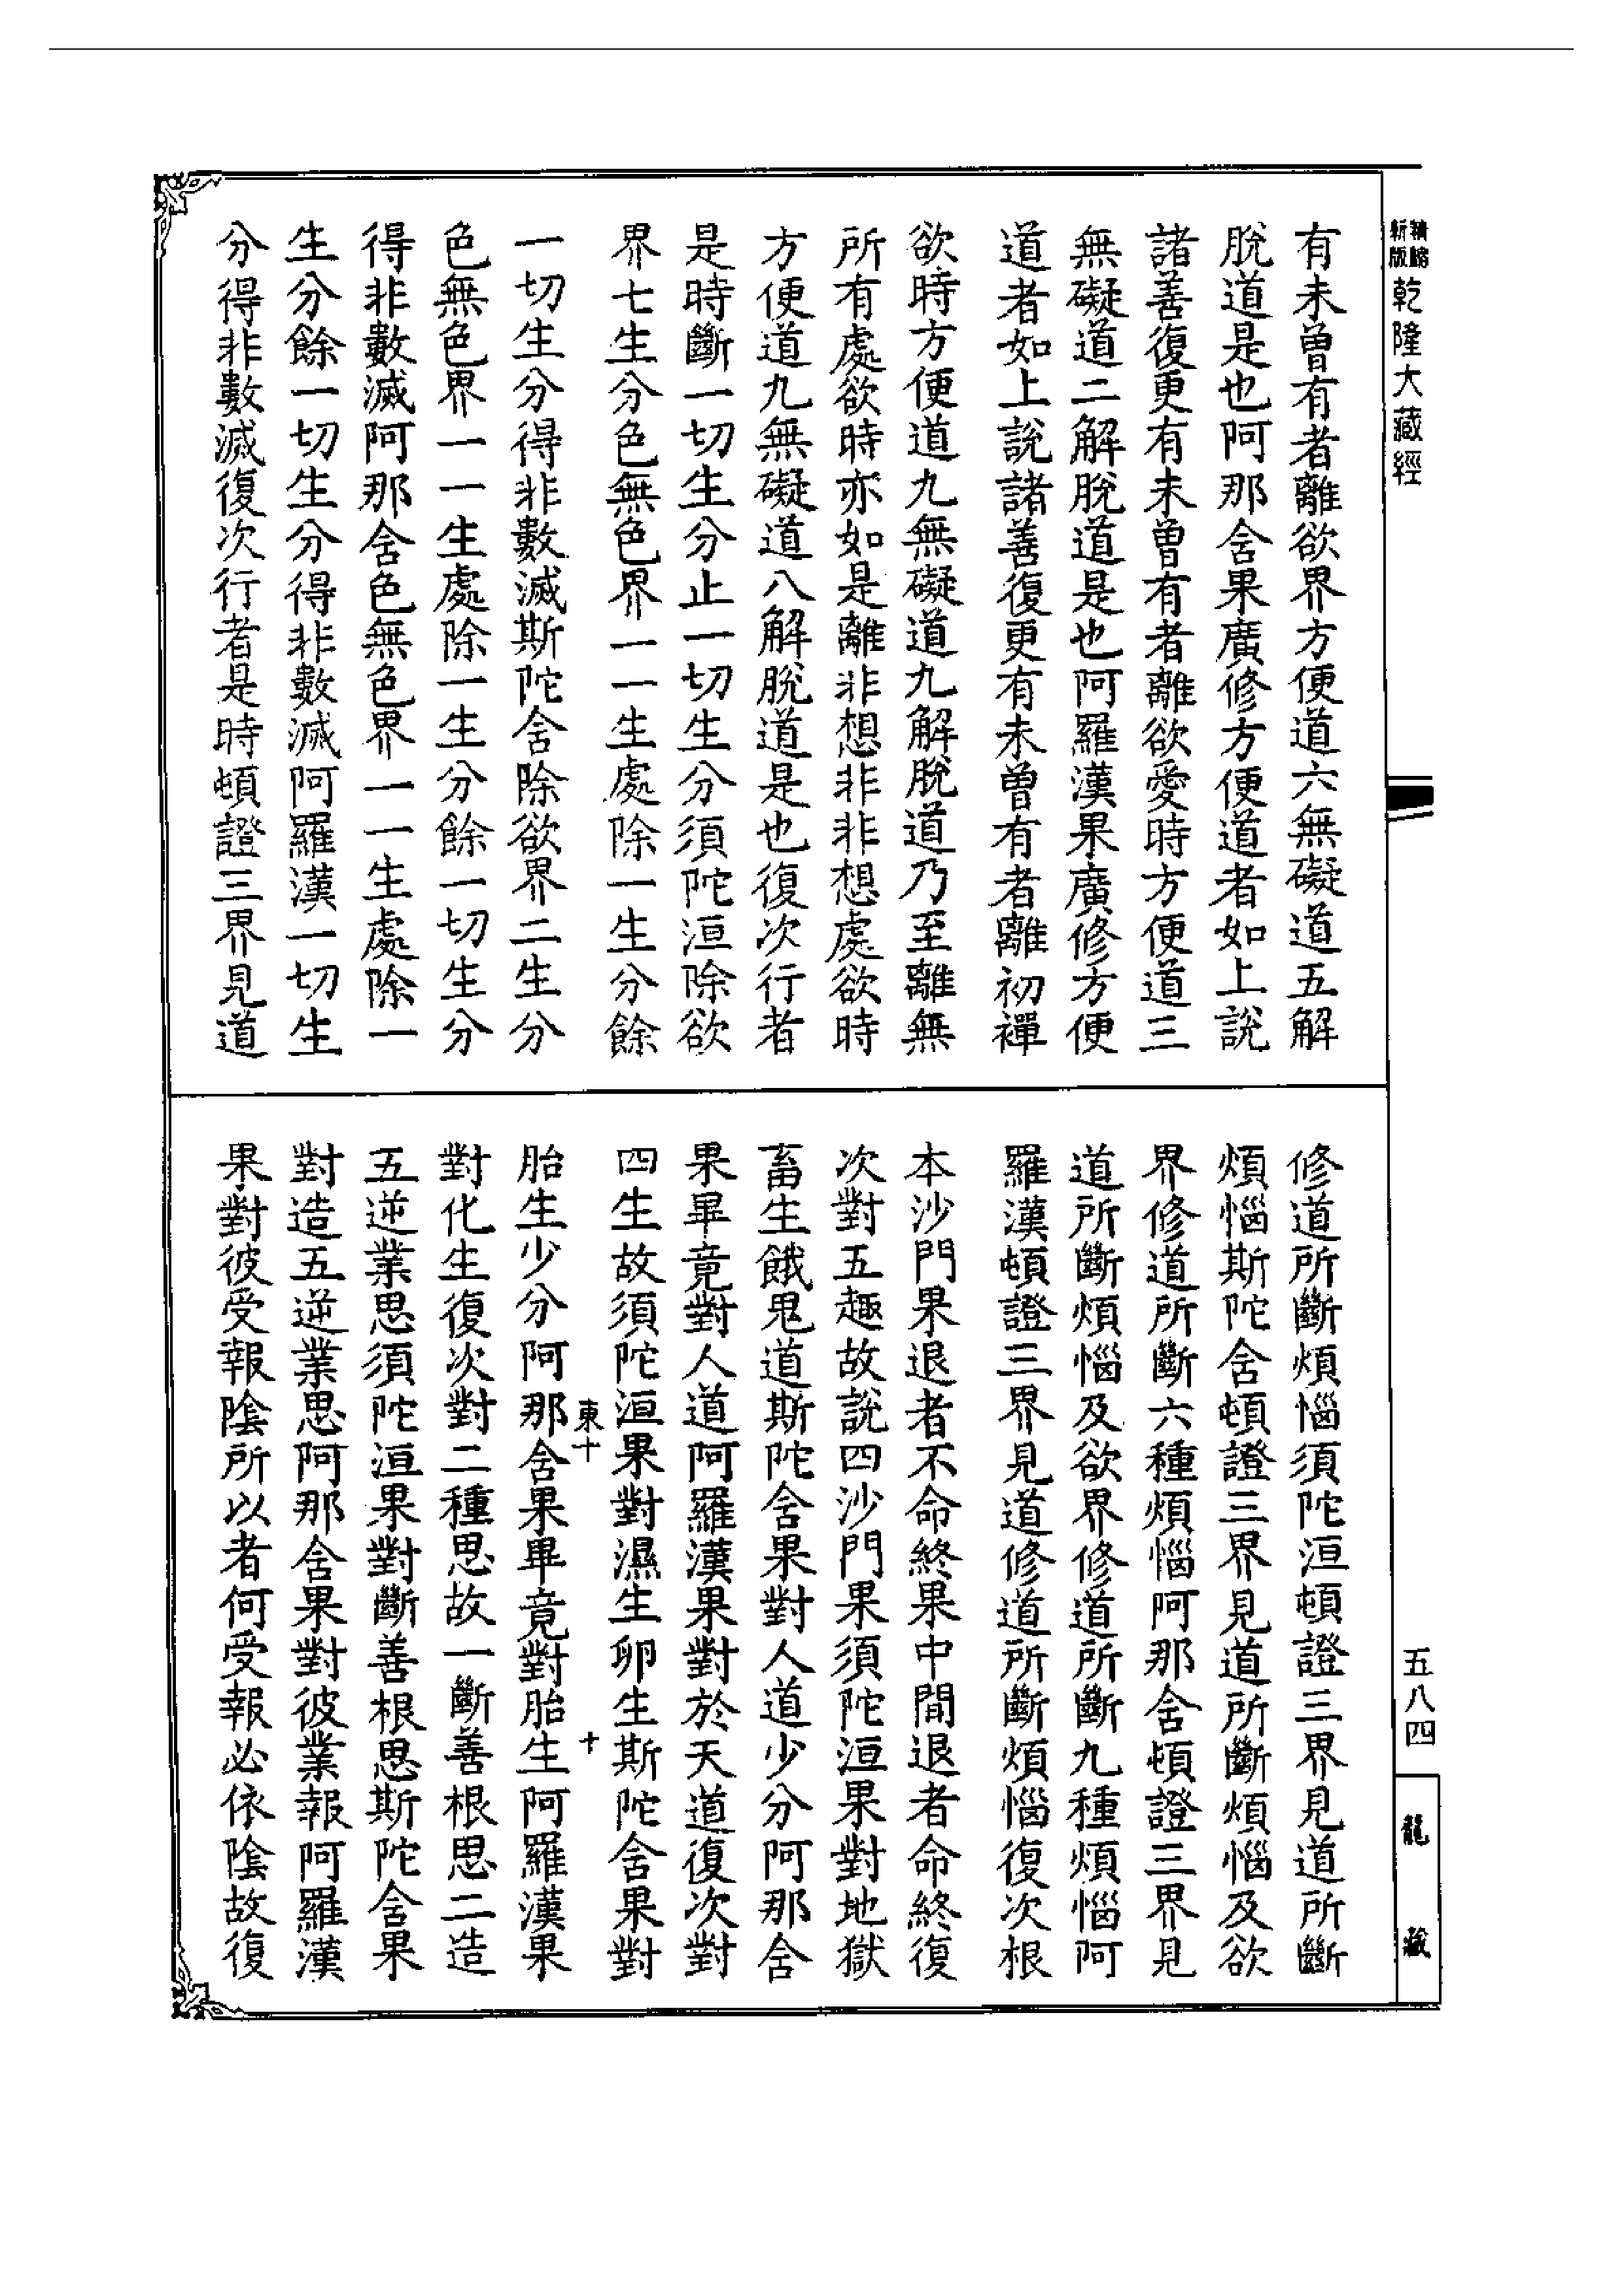 新版
精縮
乾隆大藏經
有未曾有者離欲界方便道六無礙道五解
脫道是也阿那含果廣修方便道者如上說
諸善復更有未曾有者離欲愛時方便道三
無礙道二解脫道是也阿羅漢果廣修方便
道者如上說諸善復更有未曾有者離初禪
欲時方便道九無礙道九解脫道乃至離無
所有處欲時亦如是離非想非非想處欲時
方便道九無礙道八解脫道是也復次行者
是時斷一切生分止一切生分須陀洹除欲
界七生分色無色界一一生處除一生分餘
一切生分得非數滅斯陀含除欲界二生分
色無色界一一生處除一生分餘一切生分
得非數滅阿那含色無色界一一生處除一
生分餘一切生分得非數滅阿羅漢一切生
分得非數滅復次行者是時頓證三界見道
修道所斷煩惱須陀洹頓證三界見道所斷
煩惱斯陀含頓證三界見道所斷煩惱及欲
界修道所斷六種煩惱阿那含頓證三界見
道所斷煩惱及欲界修道所斷九種煩惱阿
羅漢頓證三界見道修道所斷煩惱復次根
本沙門果退者不命終果中間退者命終復
次對五趣故說四沙門果須陀洹果對地獄
畜生餓鬼道斯陀含果對人道少分阿那含
果畢竟對人道阿羅漢果對於天道復次對
四生故須陀洹果對濕生卵生斯陀含果對
東十
十
胎生少分阿那含果畢竟對胎生阿羅漢果
對化生復次對二種思故一斷善根思二造
五逆業思須陀洹果對斷善根思斯陀含果
對造五逆業思阿那含果對彼業報阿羅漢
果對彼受報陰所以者何受報必依陰故復
五八四
龍藏